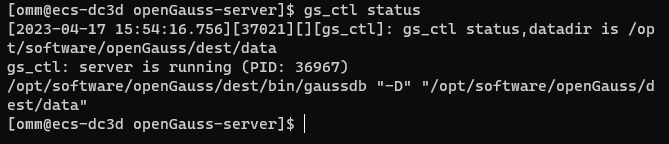 [omm@ecs-dc3d openGauss-server]$ gs_ctl status
[2023-04-17 15:54:16.756][37021][][gs_ctl]: gs_ctl status,datadir is /op
t/software/openGauss/dest/data
gs_ctl: server is running (PID: 36967)
/opt/software/openGauss/dest/bin/gaussdb "-D" "/opt/software/openGauss/d
est/data"
[omm@ecs-dc3d openGauss-server]$